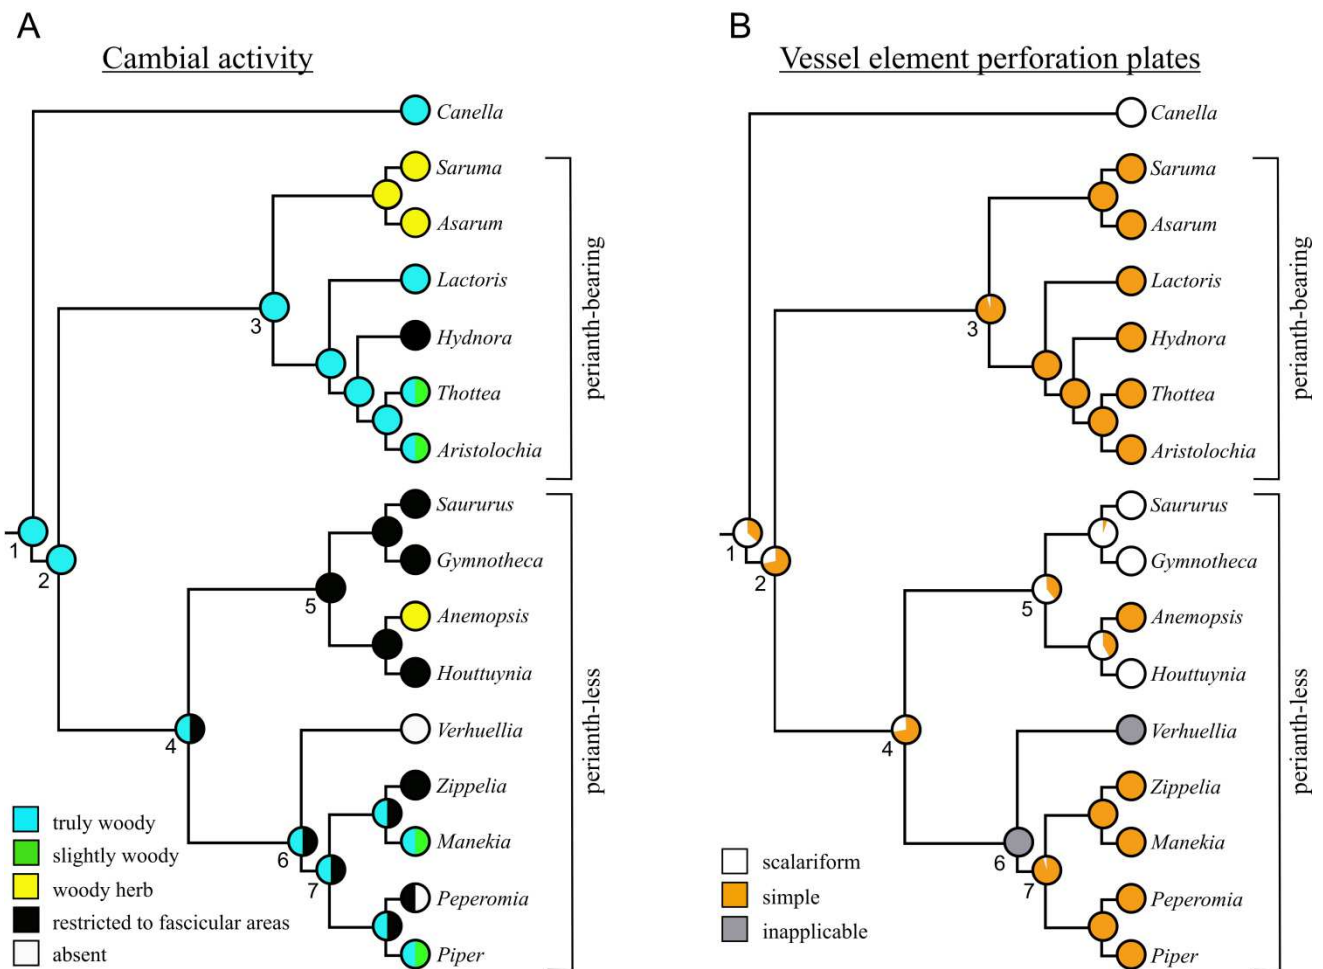 A
Cambial activity
Canella
Saruma
Asarum
Lactoris
Hydnora
Thottea
Aristolochia
Saururus
Gymnotheca
Anemopsis
Houttuynia
Verhuellia
Zippelia
Manekia
Peperomia
Piper
perianth-bearing
perianth-less
1
2
3
4
5
6
7
truly woody
slightly woody
woody herb
restricted to fascicular areas
absent
B
Vessel element perforation plates
Canella
Saruma
Asarum
Lactoris
Hydnora
Thottea
Aristolochia
Saururus
Gymnotheca
Anemopsis
Houttuynia
Verhuellia
Zippelia
Manekia
Peperomia
Piper
perianth-bearing
perianth-less
1
2
3
4
5
6
7
scalariform
simple
inapplicable